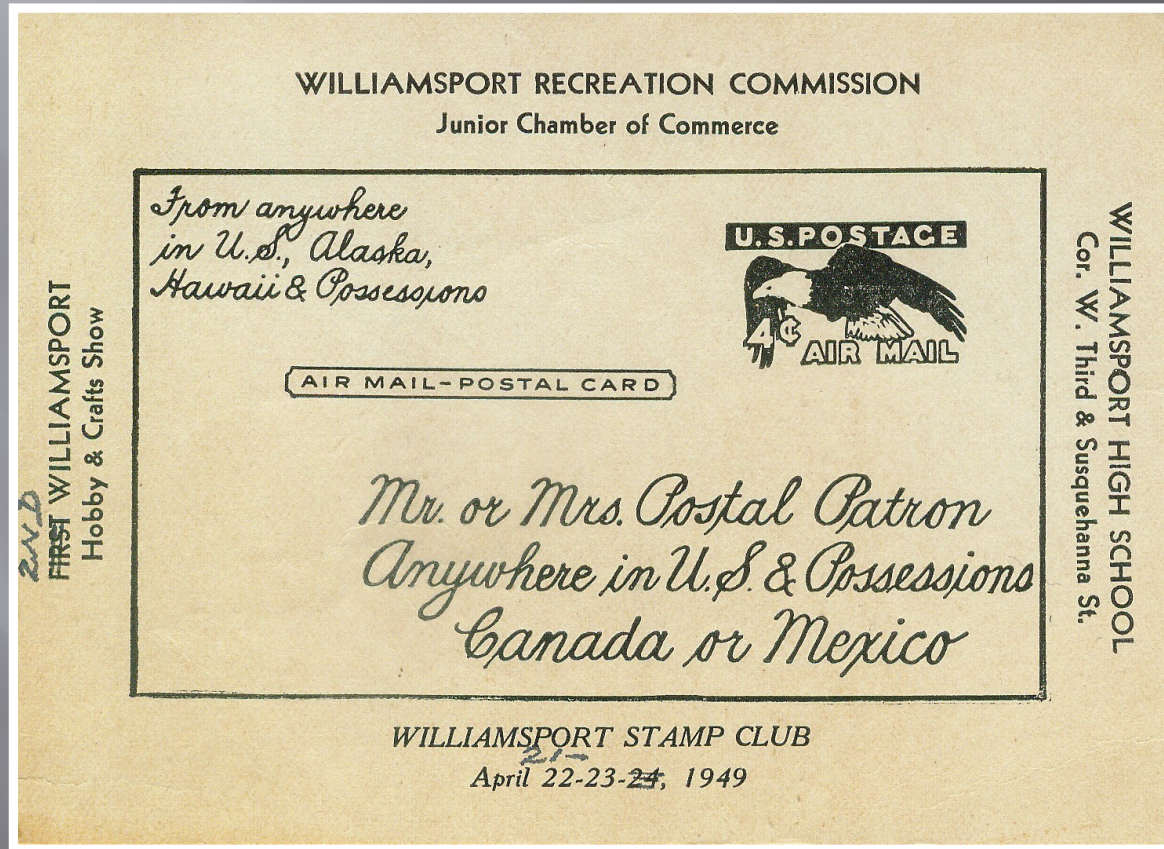 WILLIAMSPORT RECREATION COMMISSION
Junior Chamber of Commerce
From anywhere
in U.S., Alaska,
Hawaii & Possessions
U.S. POSTAGE
4¢
AIR MAIL
AIR MAIL-POSTAL CARD
Mr. or Mrs. Postal Patron
Anywhere in U.S. & Possessions
Canada or Mexico
2ND
FIRST WILLIAMSPORT
Hobby & Crafts Show
WILLIAMSPORT HIGH SCHOOL
Cor. W. Third & Susquehanna St.
WILLIAMSPORT STAMP CLUB
21-
April 22-23-24, 1949